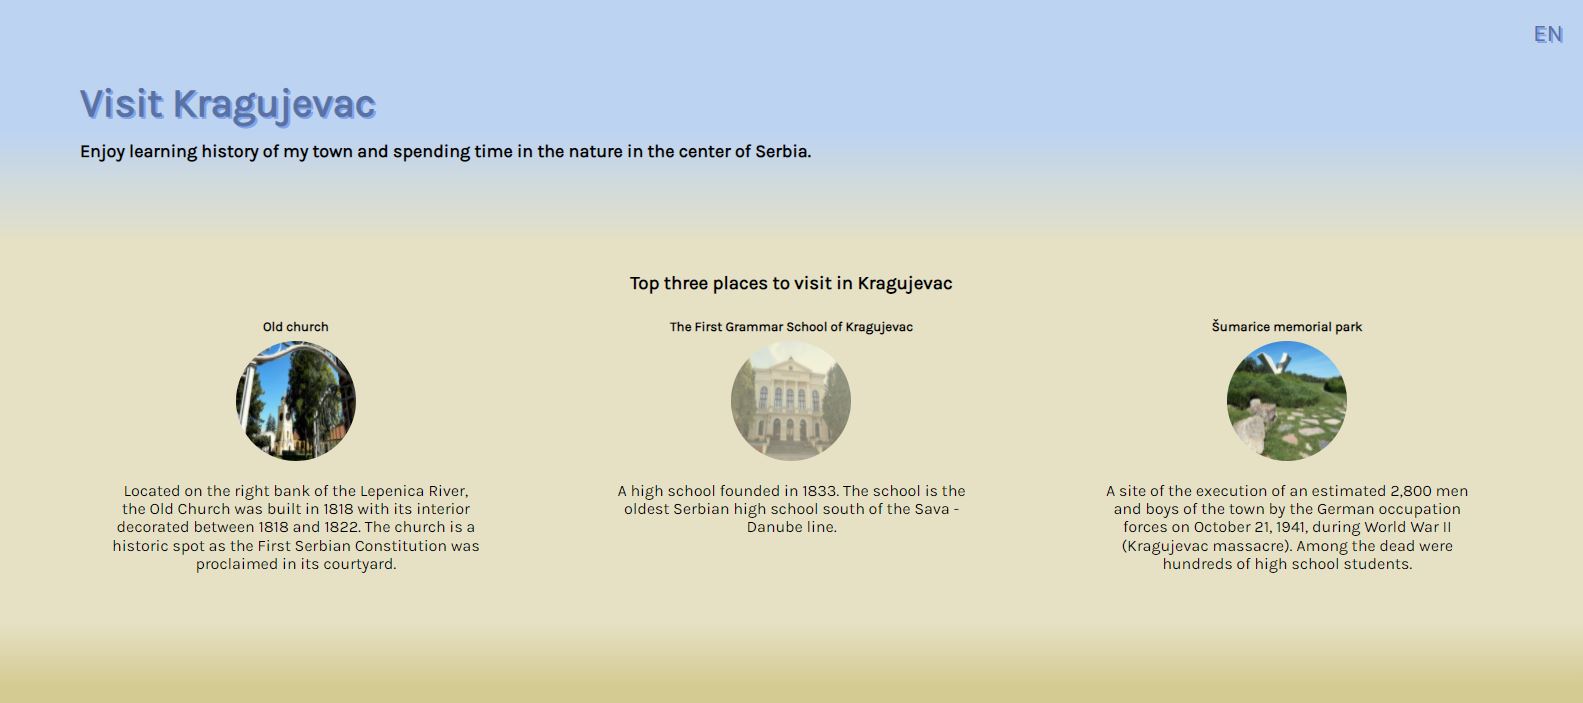 EN
Visit Kragujevac
Enjoy learning history of my town and spending time in the nature in the center of Serbia.
Top three places to visit in Kragujevac
Old church
Located on the right bank of the Lepenica River,
the Old Church was built in 1818 with its interior
decorated between 1818 and 1822. The church is a
historic spot as the First Serbian Constitution was
proclaimed in its courtyard.
The First Grammar School of Kragujevac
A high school founded in 1833. The school is the
oldest Serbian high school south of the Sava -
Danube line.
Šumarice memorial park
A site of the execution of an estimated 2,800 men
and boys of the town by the German occupation
forces on October 21, 1941, during World War II
(Kragujevac massacre). Among the dead were
hundreds of high school students.